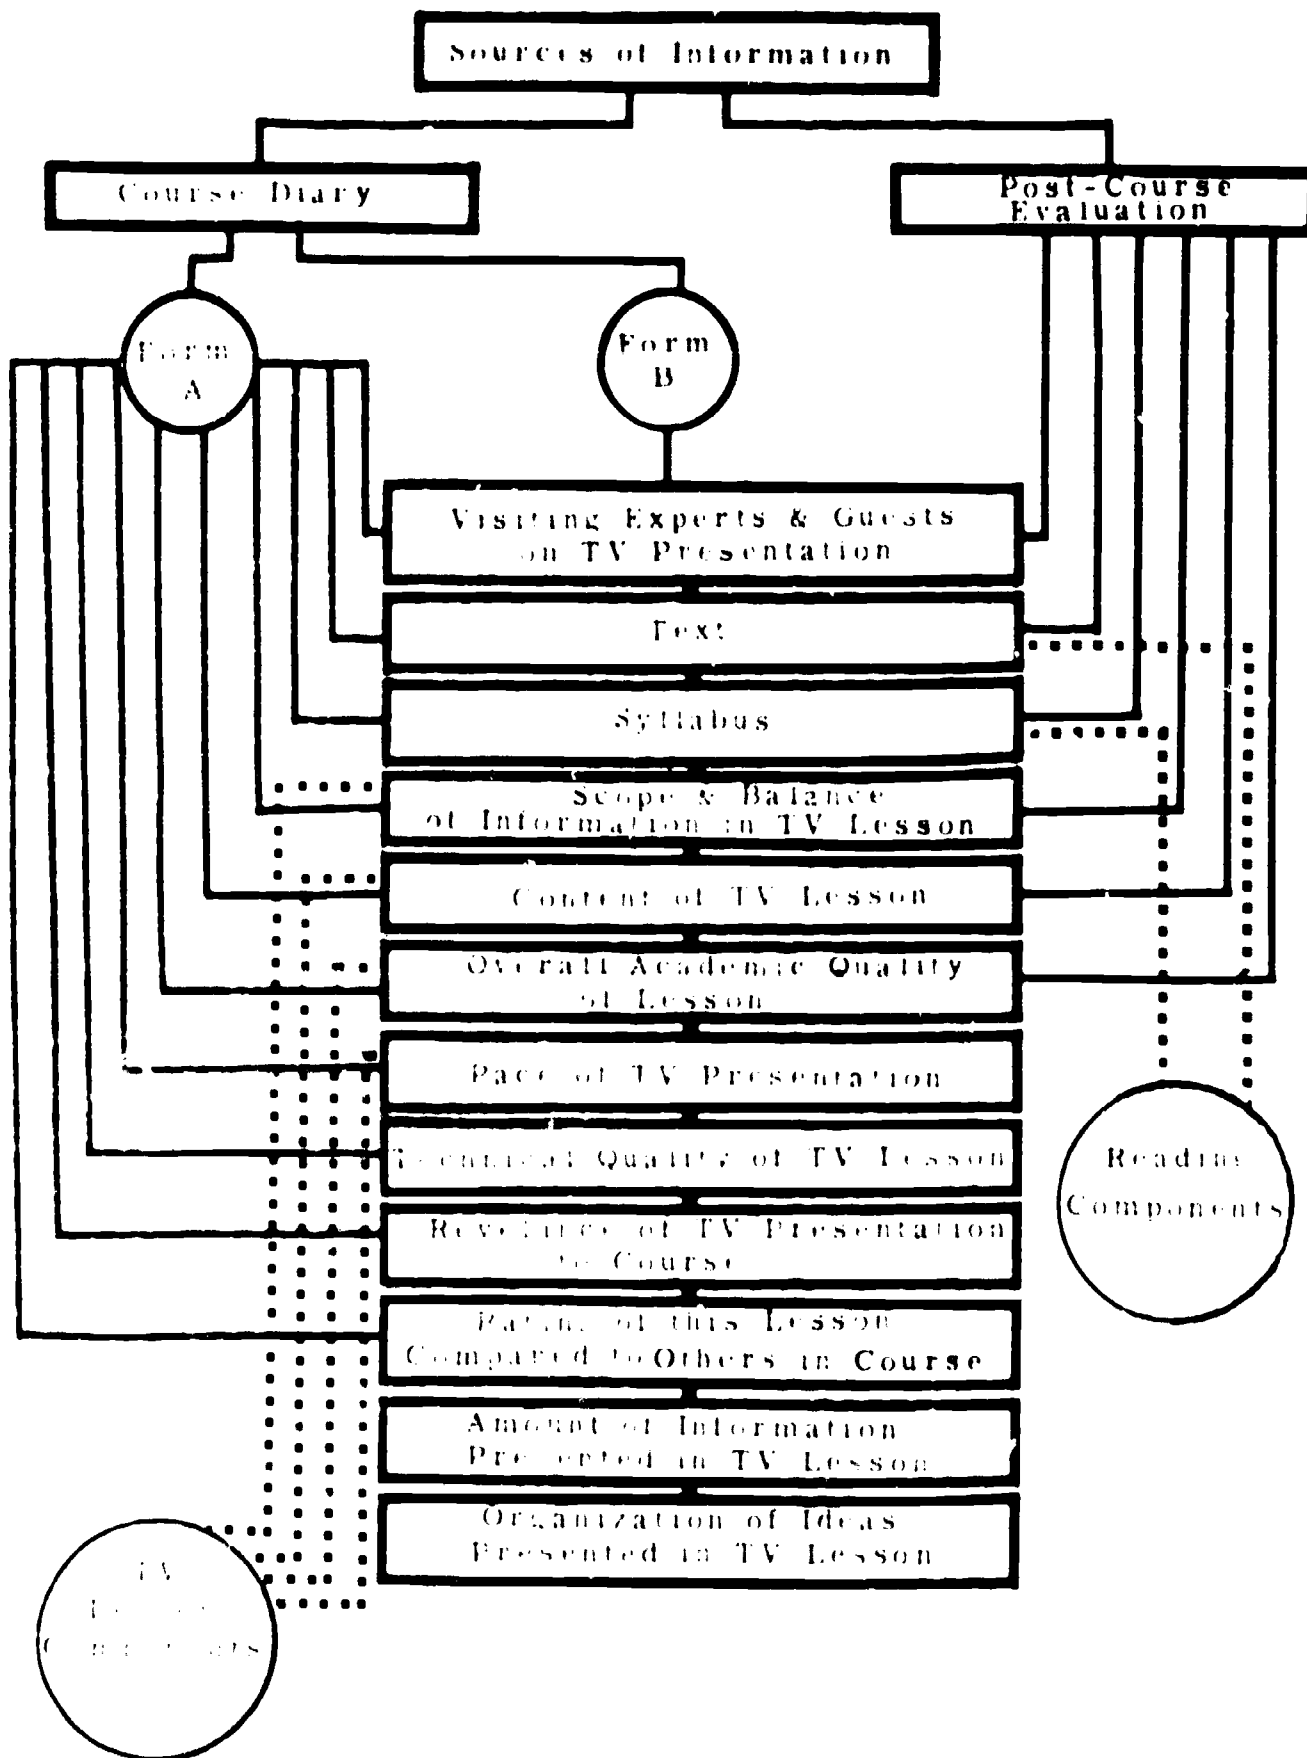 Sources of Information
Course Diary
Post-Course
Evaluation
Form
A
Form
B
Visiting Experts & Guests
on TV Presentation
Text
Syllabus
Scope & Balance
of Information in TV Lesson
Content of TV Lesson
Overall Academic Quality
of Lesson
Pace of TV Presentation
Technical Quality of TV Lesson
of TV Presentation
to Course
of this Lesson
Compared to Others in Course
Amount of Information
Presented in TV Lesson
Organization of Ideas
Presented in TV Lesson
Components
TV